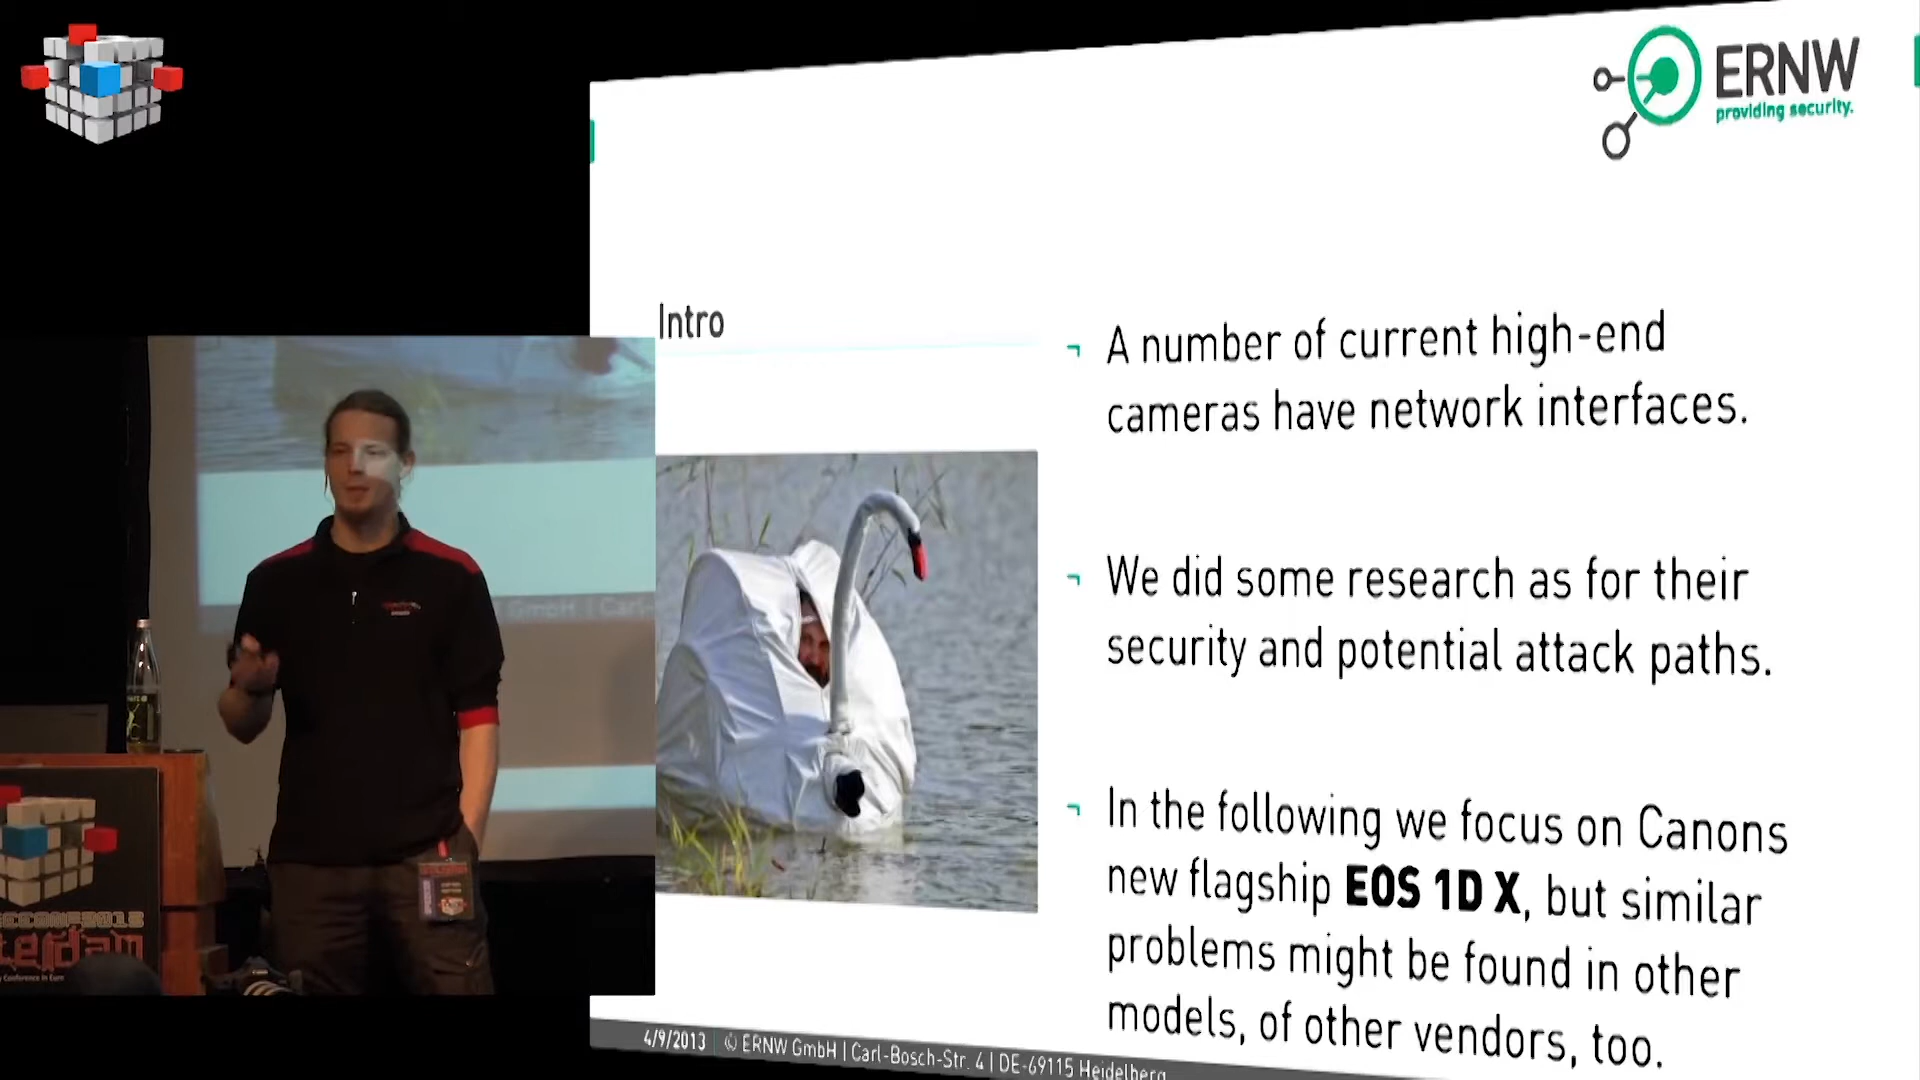 ERNW
providing security.
Intro
A number of current high-end
cameras have network interfaces.
We did some research as for their
security and potential attack paths.
In the following we focus on Canons
new flagship EOS 1D X, but similar
problems might be found in other
models, of other vendors, too.
4/9/2013 | © ERNW GmbH | Carl-Bosch-Str. 4 | DE-69115 Heidelberg
GmbH | Carl-